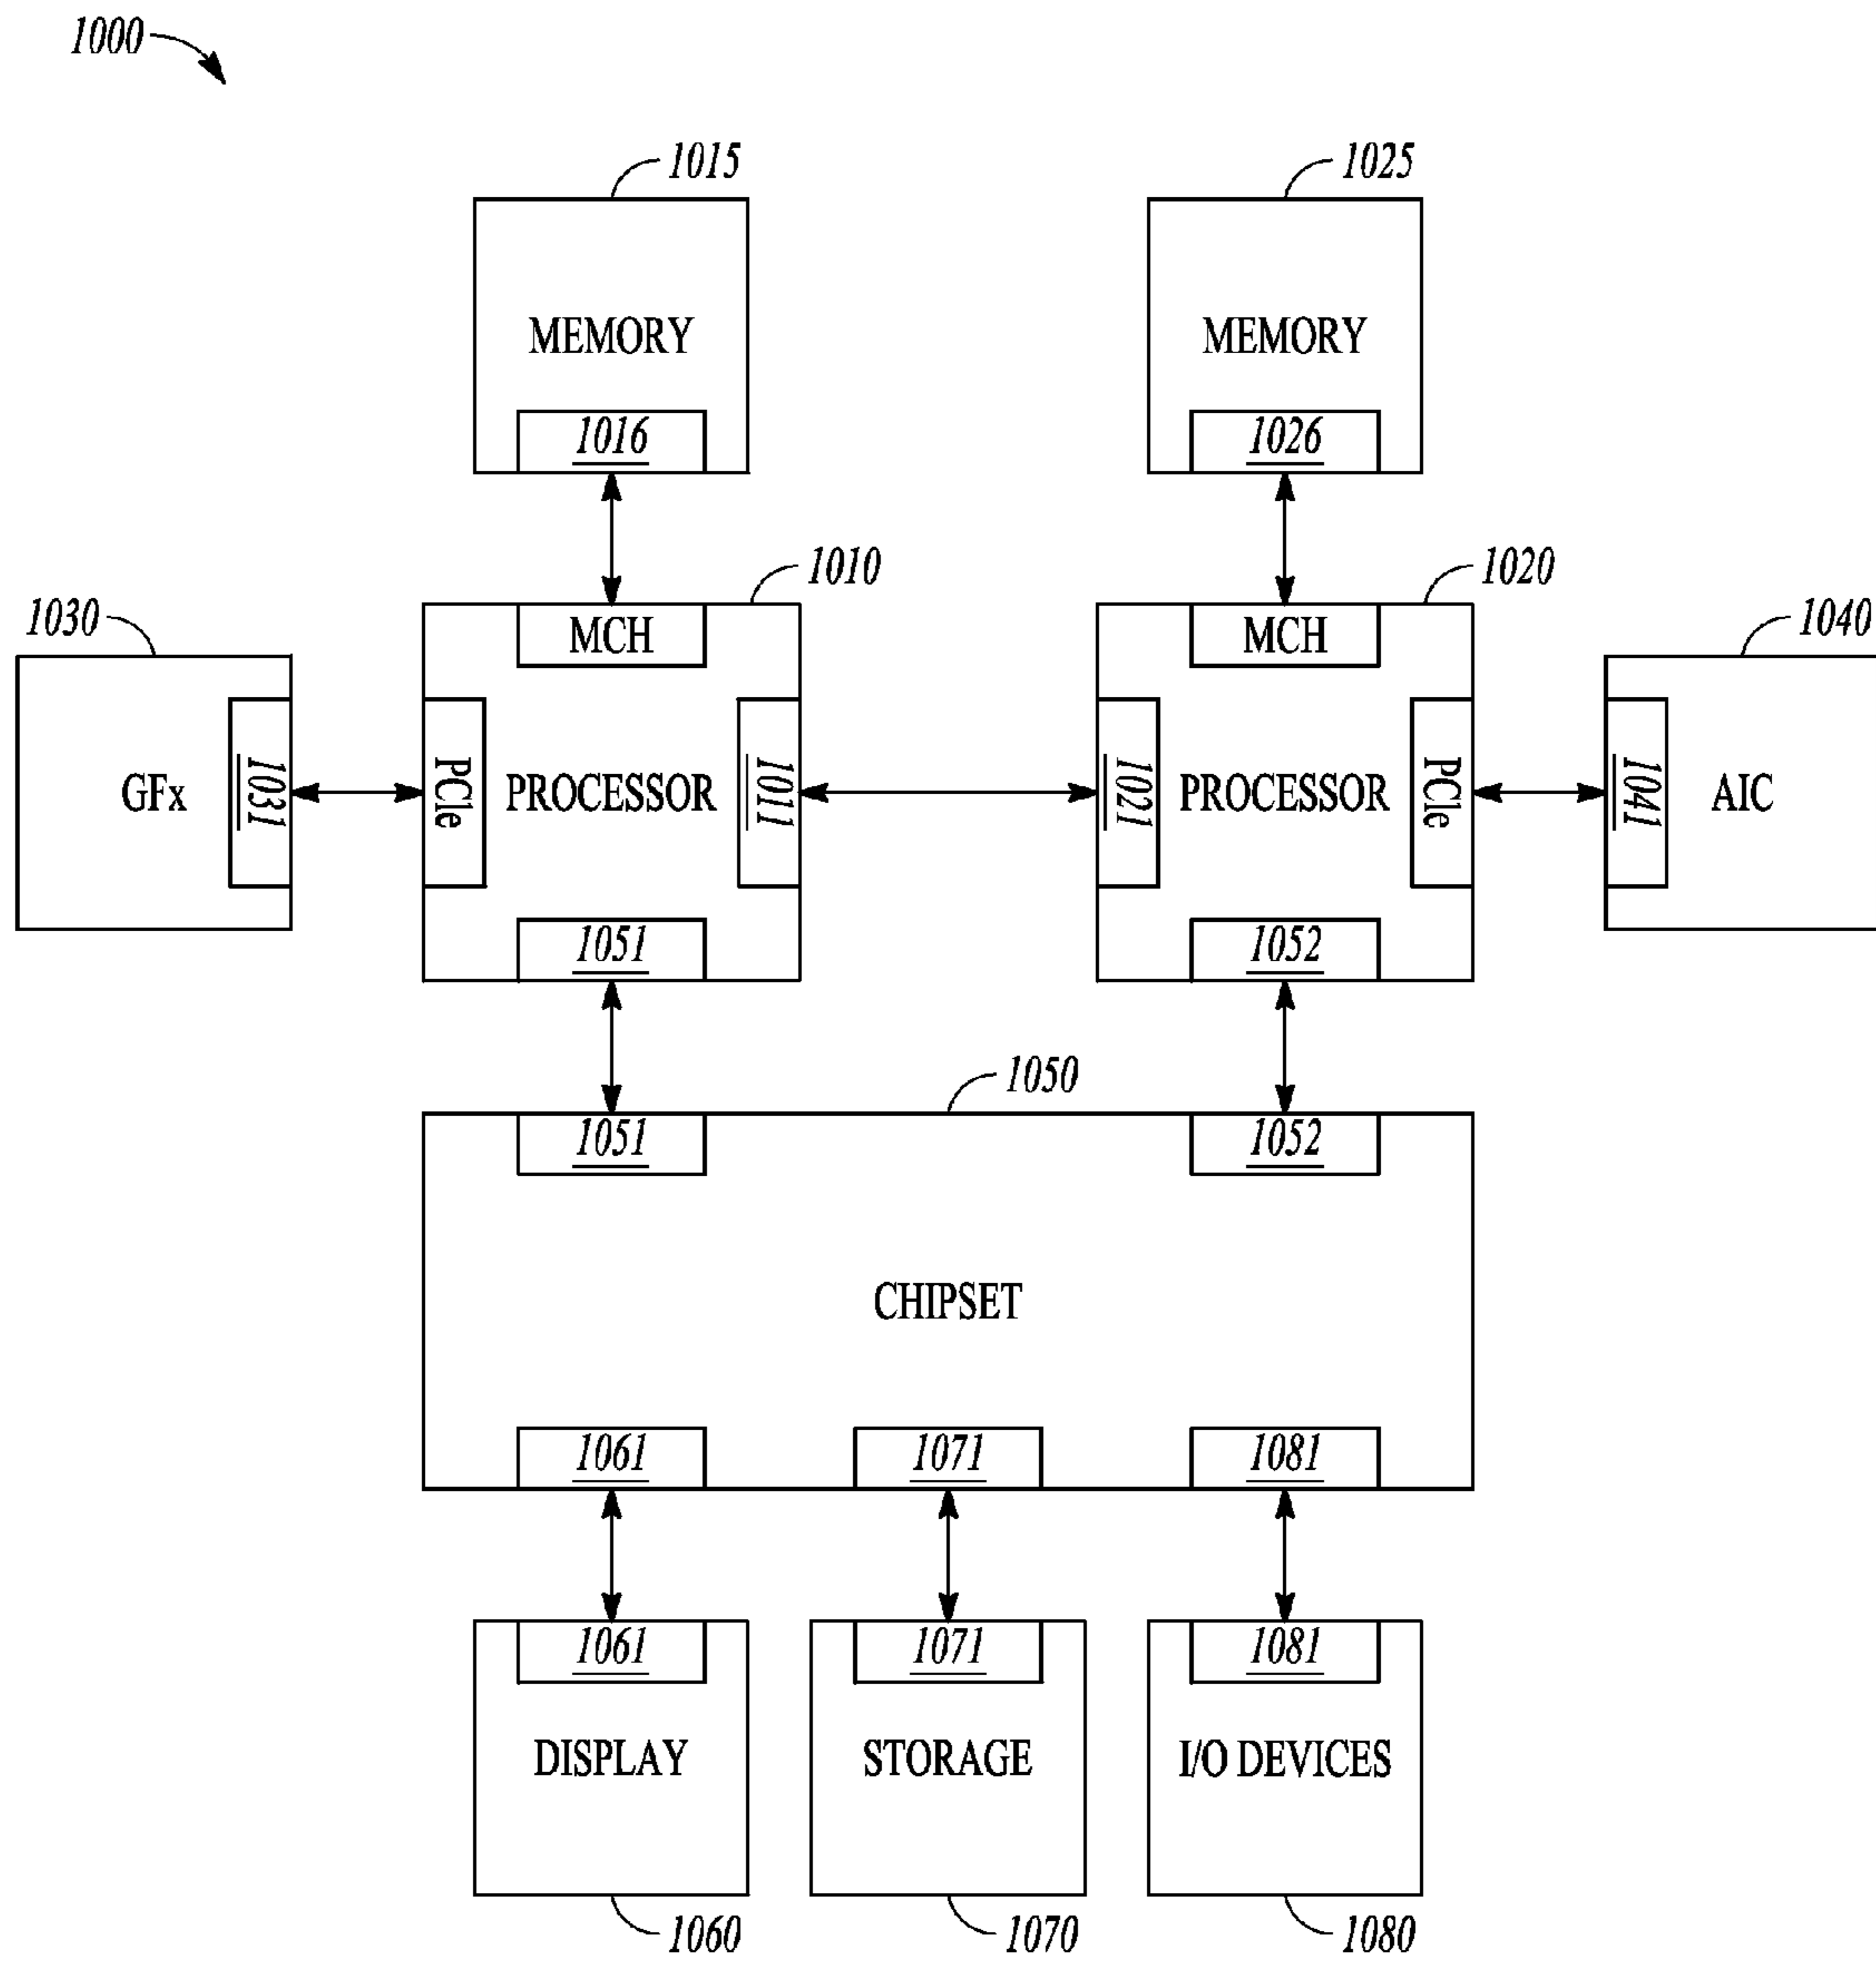 1000
1015
1025
MEMORY
MEMORY
1016
1026
1010
1020
1030
1040
MCH
MCH
GFx
1031
PCIe
PROCESSOR
1011
1021
PROCESSOR
PCIe
1041
AIC
1051
1052
1050
1051
1052
CHIPSET
1061
1071
1081
1061
1071
1081
DISPLAY
STORAGE
I/O DEVICES
1060
1070
1080